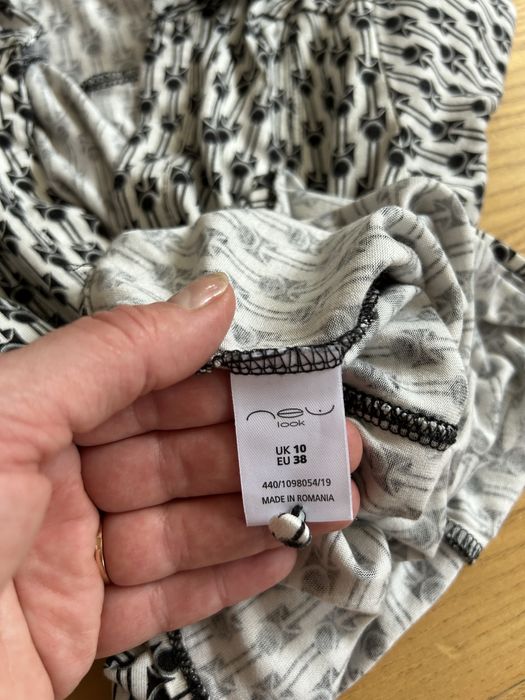 new
look
UK 10
EU 38
440/1098054/19
MADE IN ROMANIA